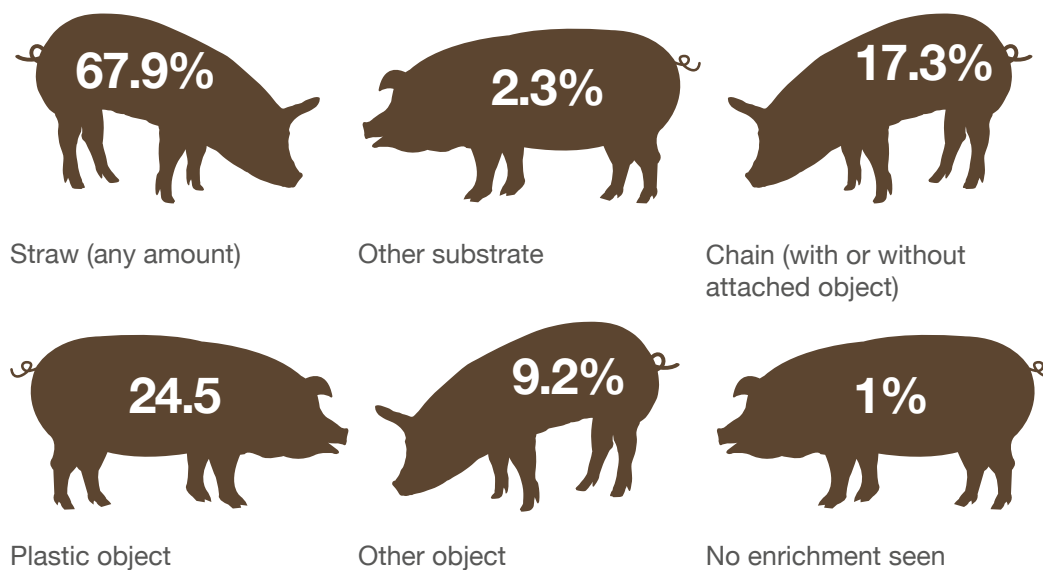 67.9%
2.3%
17.3%
Straw (any amount)
Other substrate
Chain (with or without
attached object)
24.5
9.2%
1%
Plastic object
Other object
No enrichment seen